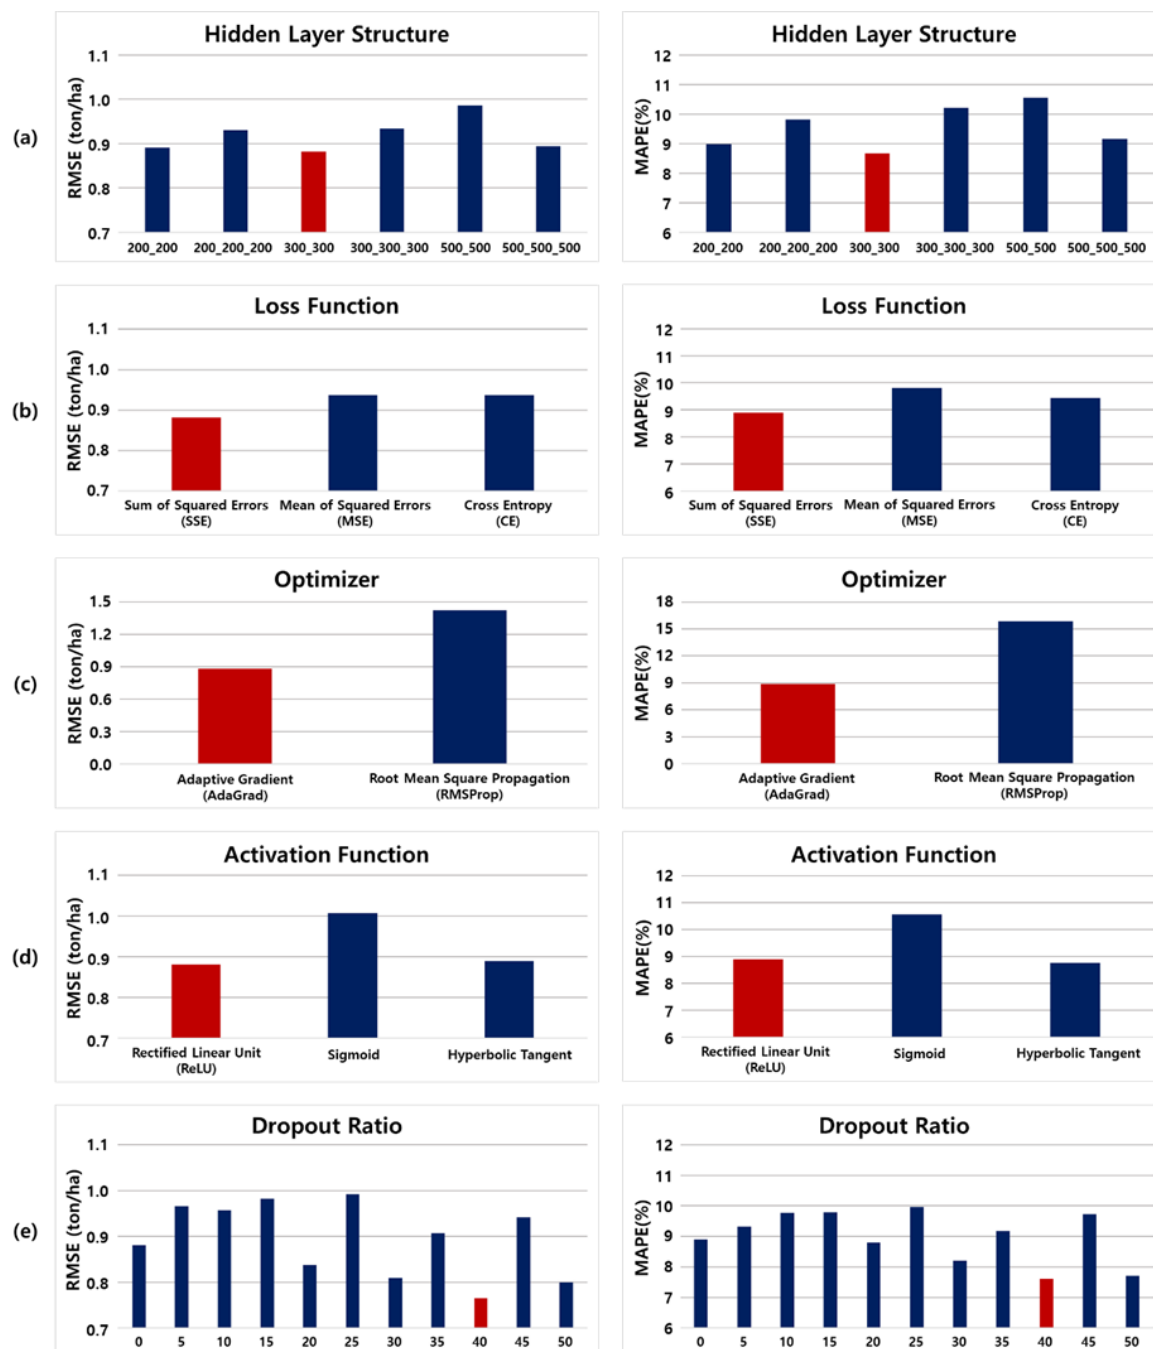 (a)
Hidden Layer Structure
RMSE (ton/ha)
1.1
1.0
0.9
0.8
0.7
200_200 200_200_200 300_300 300_300_300 500_500 500_500_500
Hidden Layer Structure
MAPE(%)
12
11
10
9
8
7
6
200_200 200_200_200 300_300 300_300_300 500_500 500_500_500
(b)
Loss Function
RMSE (ton/ha)
1.1
1.0
0.9
0.8
0.7
Sum of Squared Errors Mean of Squared Errors Cross Entropy
(SSE) (MSE) (CE)
Loss Function
MAPE(%)
12
11
10
9
8
7
6
Sum of Squared Errors Mean of Squared Errors Cross Entropy
(SSE) (MSE) (CE)
(c)
Optimizer
RMSE (ton/ha)
1.5
1.2
0.9
0.6
0.3
0.0
Adaptive Gradient Root Mean Square Propagation
(AdaGrad) (RMSProp)
Optimizer
MAPE(%)
18
15
12
9
6
3
0
Adaptive Gradient Root Mean Square Propagation
(AdaGrad) (RMSProp)
(d)
Activation Function
RMSE (ton/ha)
1.1
1.0
0.9
0.8
0.7
Rectified Linear Unit Sigmoid Hyperbolic Tangent
(ReLU)
Activation Function
MAPE(%)
12
11
10
9
8
7
6
Rectified Linear Unit Sigmoid Hyperbolic Tangent
(ReLU)
(e)
Dropout Ratio
RMSE (ton/ha)
1.1
1.0
0.9
0.8
0.7
0 5 10 15 20 25 30 35 40 45 50
Dropout Ratio
MAPE(%)
12
11
10
9
8
7
6
0 5 10 15 20 25 30 35 40 45 50